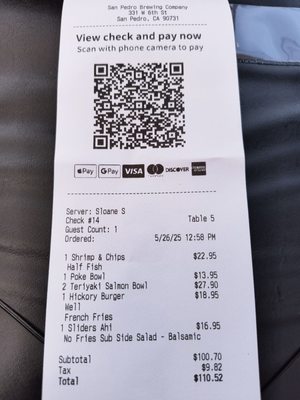 San Pedro Brewing Company
331 W 6th St
San Pedro, CA 90731
View check and pay now
Scan with phone camera to pay
Pay G Pay VISA DISCOVER
Server: Sloane S
Check #14 Table 5
Guest Count: 1
Ordered: 5/26/25 12:58 PM
1 Shrimp & Chips $22.95
Half Fish
1 Poke Bowl $13.95
2 Teriyaki Salmon Bowl $27.90
1 Hickory Burger $18.95
Well
French Fries
1 Sliders Ahi $16.95
No Fries Sub Side Salad - Balsamic
Subtotal $100.70
Tax $9.82
Total $110.52